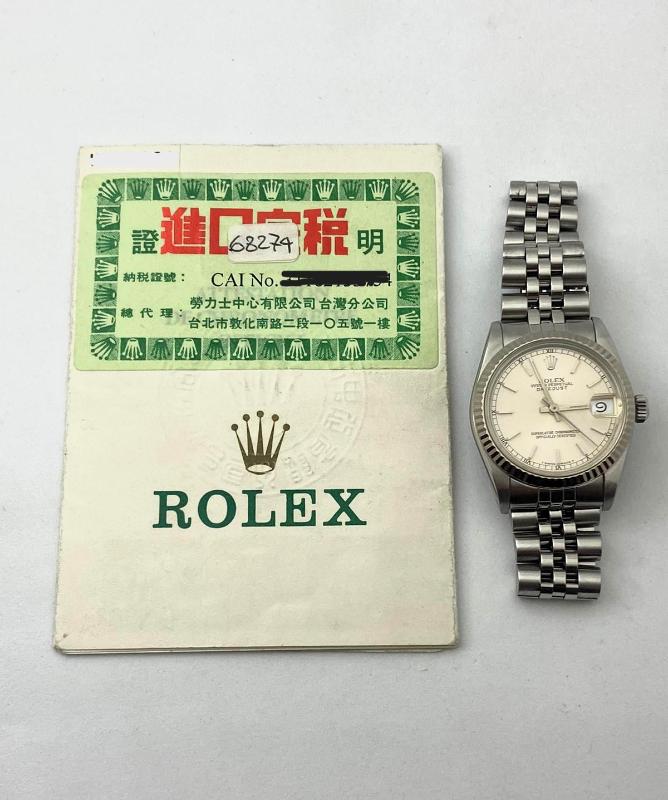 證 進口完税 明
68274
納税證號： CAI No.
勞力士中心有限公司台灣分公司
總代理：
台北市敦化南路二段一〇五號一樓
ROLEX
ROLEX
OYSTER PERPETUAL
DATEJUST
9
SUPERLATIVE CHRONOMETER
OFFICIALLY CERTIFIED